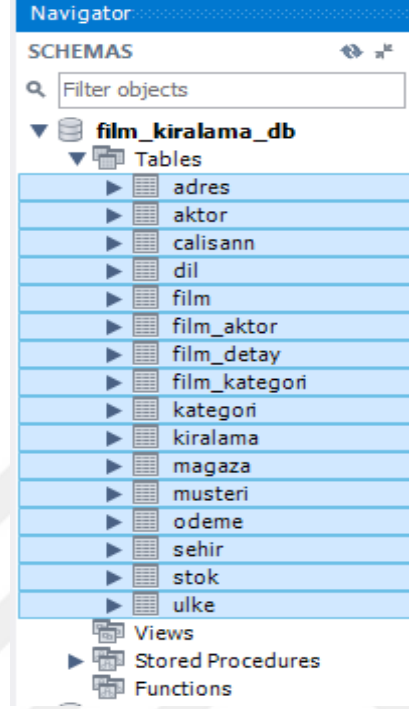 Navigator
SCHEMAS
Filter objects
film_kiralama_db
Tables
adres
aktor
calisann
dil
film
film_aktor
film_detay
film_kategori
kategori
kiralama
magaza
musteri
odeme
sehir
stok
ulke
Views
Stored Procedures
Functions